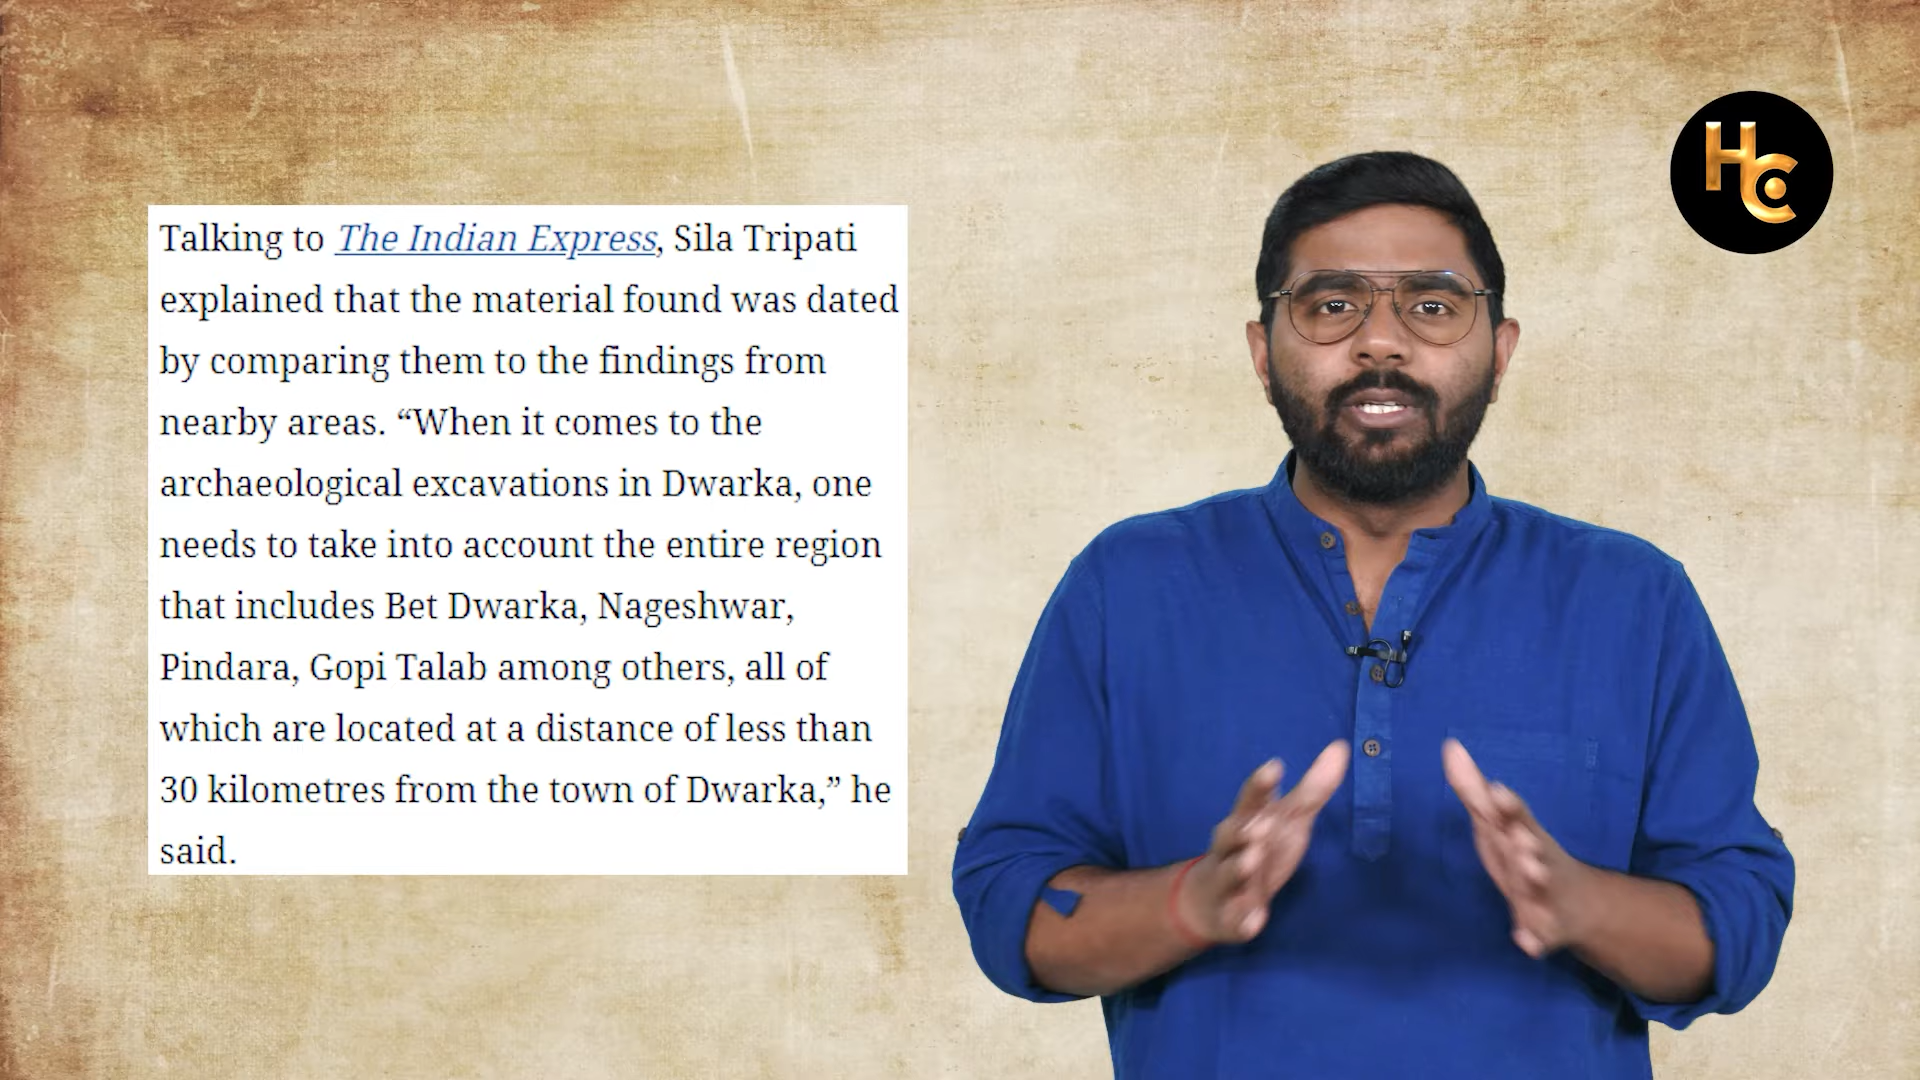 Talking to The Indian Express, Sila Tripati
explained that the material found was dated
by comparing them to the findings from
nearby areas. “When it comes to the
archaeological excavations in Dwarka, one
needs to take into account the entire region
that includes Bet Dwarka, Nageshwar,
Pindara, Gopi Talab among others, all of
which are located at a distance of less than
30 kilometres from the town of Dwarka,” he
said.
HC